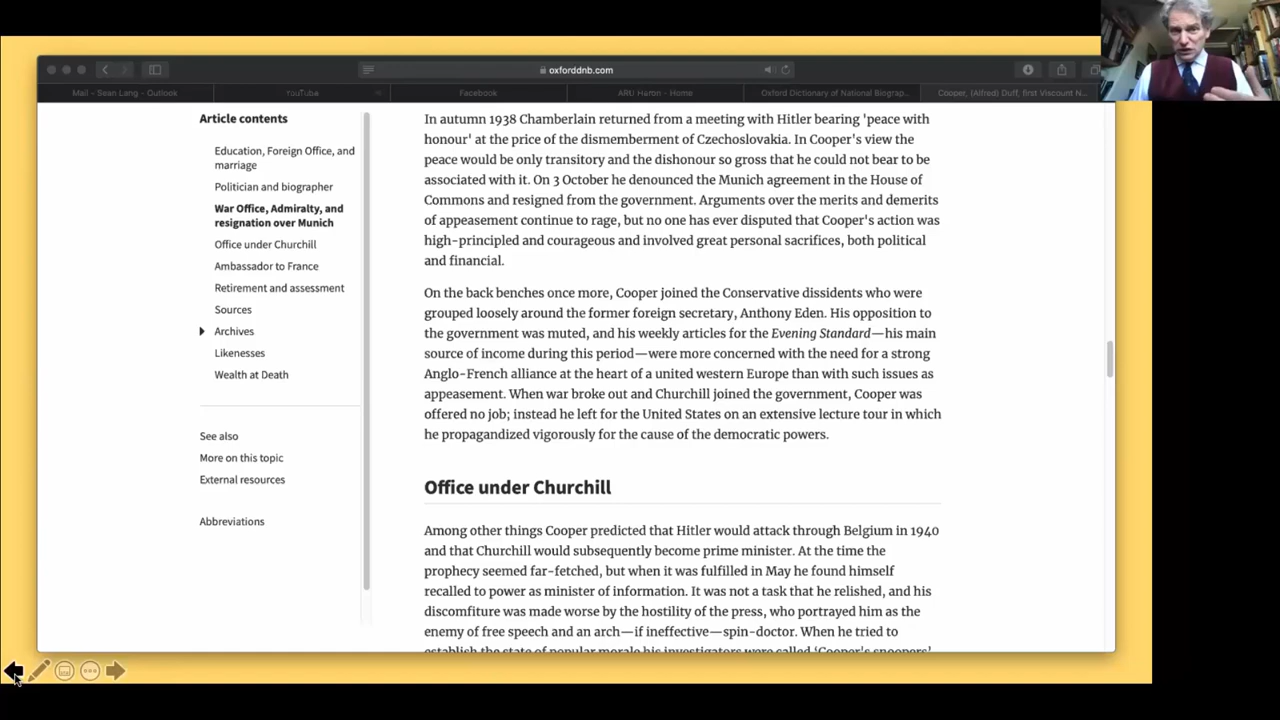 oxforddnb.com
Mail - Sean Lang - Outlook
YouTube
Facebook
ARU Haron - Home
Oxford Dictionary of National Biograp...
Cooper, (Alfred) Duff, first Viscount N...
Article contents
Education, Foreign Office, and
marriage
Politician and biographer
War Office, Admiralty, and
resignation over Munich
Office under Churchill
Ambassador to France
Retirement and assessment
Sources
Archives
Likenesses
Wealth at Death
See also
More on this topic
External resources
Abbreviations
In autumn 1938 Chamberlain returned from a meeting with Hitler bearing 'peace with
honour' at the price of the dismemberment of Czechoslovakia. In Cooper's view the
peace would be only transitory and the dishonour so gross that he could not bear to be
associated with it. On 3 October he denounced the Munich agreement in the House of
Commons and resigned from the government. Arguments over the merits and demerits
of appeasement continue to rage, but no one has ever disputed that Cooper's action was
high-principled and courageous and involved great personal sacrifices, both political
and financial.
On the back benches once more, Cooper joined the Conservative dissidents who were
grouped loosely around the former foreign secretary, Anthony Eden. His opposition to
the government was muted, and his weekly articles for the Evening Standard—his main
source of income during this period—were more concerned with the need for a strong
Anglo-French alliance at the heart of a united western Europe than with such issues as
appeasement. When war broke out and Churchill joined the government, Cooper was
offered no job; instead he left for the United States on an extensive lecture tour in which
he propagandized vigorously for the cause of the democratic powers.
Office under Churchill
Among other things Cooper predicted that Hitler would attack through Belgium in 1940
and that Churchill would subsequently become prime minister. At the time the
prophecy seemed far-fetched, but when it was fulfilled in May he found himself
recalled to power as minister of information. It was not a task that he relished, and his
discomfiture was made worse by the hostility of the press, who portrayed him as the
enemy of free speech and an arch—if ineffective—spin-doctor. When he tried to
establish the state of popular morale his investigators were called 'Cooper's snoopers'